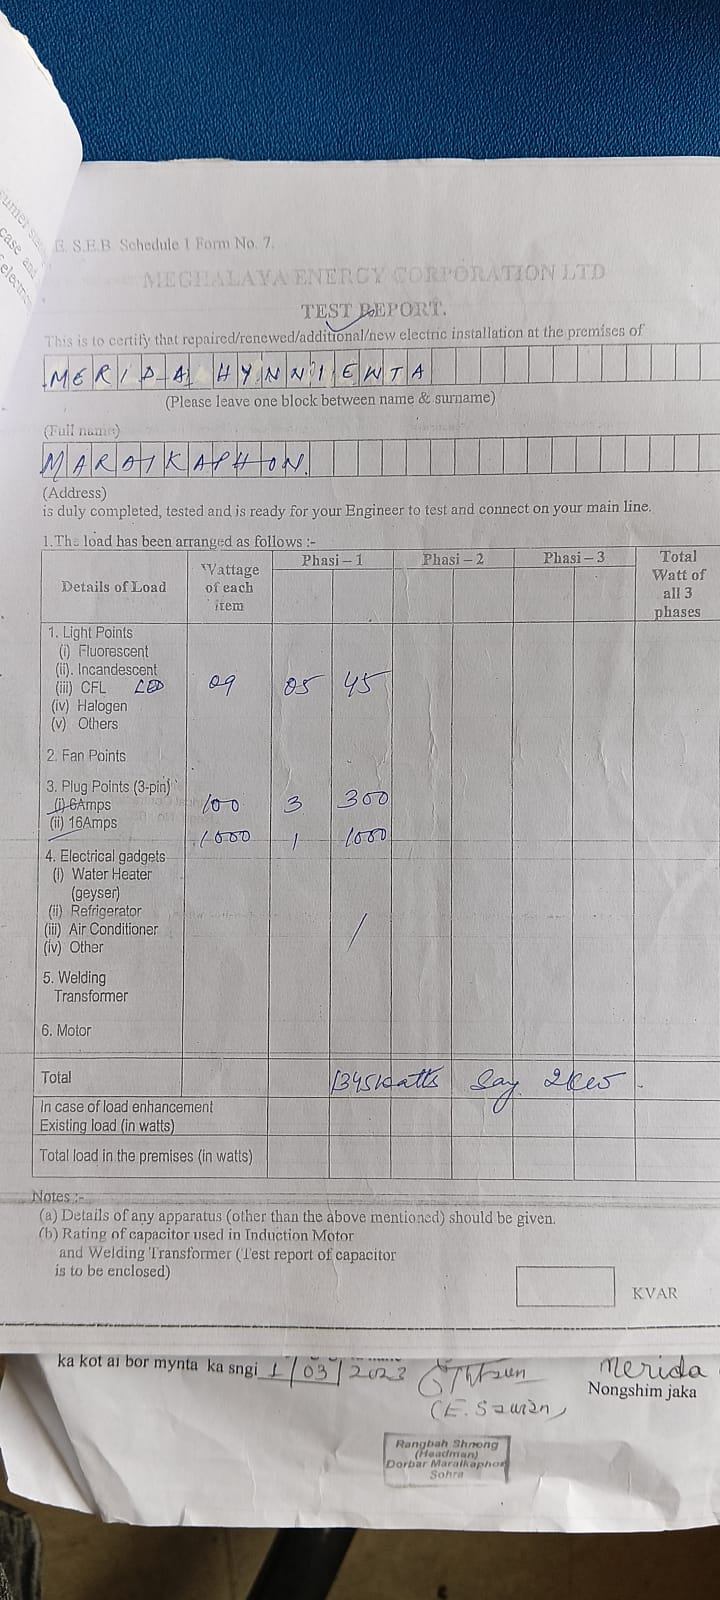 sumer
case and
electric
E. S.E.B. Schedule 1 Form No. 7.
MEGHALAYA ENERGY CORPORATION LTD
TEST REPORT.
This is to certify that repaired/renewed/additional/new electric installation at the premises of
MERIDA HYNNIEWTA
(Please leave one block between name & surname)
(Full name)
MARAIKAPHON.
(Address)
is duly completed, tested and is ready for your Engineer to test and connect on your main line.
1.The load has been arranged as follows :-
Details of Load Wattage of each item Phasi – 1 Phasi – 2 Phasi – 3 Total Watt of all 3 phases
1. Light Points
(i) Fluorescent
(ii). Incandescent
(iii) CFL LED 09 05 45
(iv) Halogen
(v) Others
2. Fan Points
3. Plug Points (3-pin)
(i) 6Amps 100 3 300
(ii) 16Amps 1000 1 1000
4. Electrical gadgets
(I) Water Heater
(geyser)
(ii) Refrigerator
(iii) Air Conditioner
(iv) Other
5. Welding
Transformer
6. Motor
Total 1345Watts Say 2KW
In case of load enhancement
Existing load (in watts)
Total load in the premises (in watts)
Notes :-
(a) Details of any apparatus (other than the above mentioned) should be given.
(b) Rating of capacitor used in Induction Motor
and Welding Transformer (Test report of capacitor
is to be enclosed)
KVAR
ka kot ai bor mynta ka sngi 1/03/2023
Merida
(E. Sawian)
Nongshim jaka
Rangbah Shnong
(Headman)
Dorbar Maraikaphon
Sohra